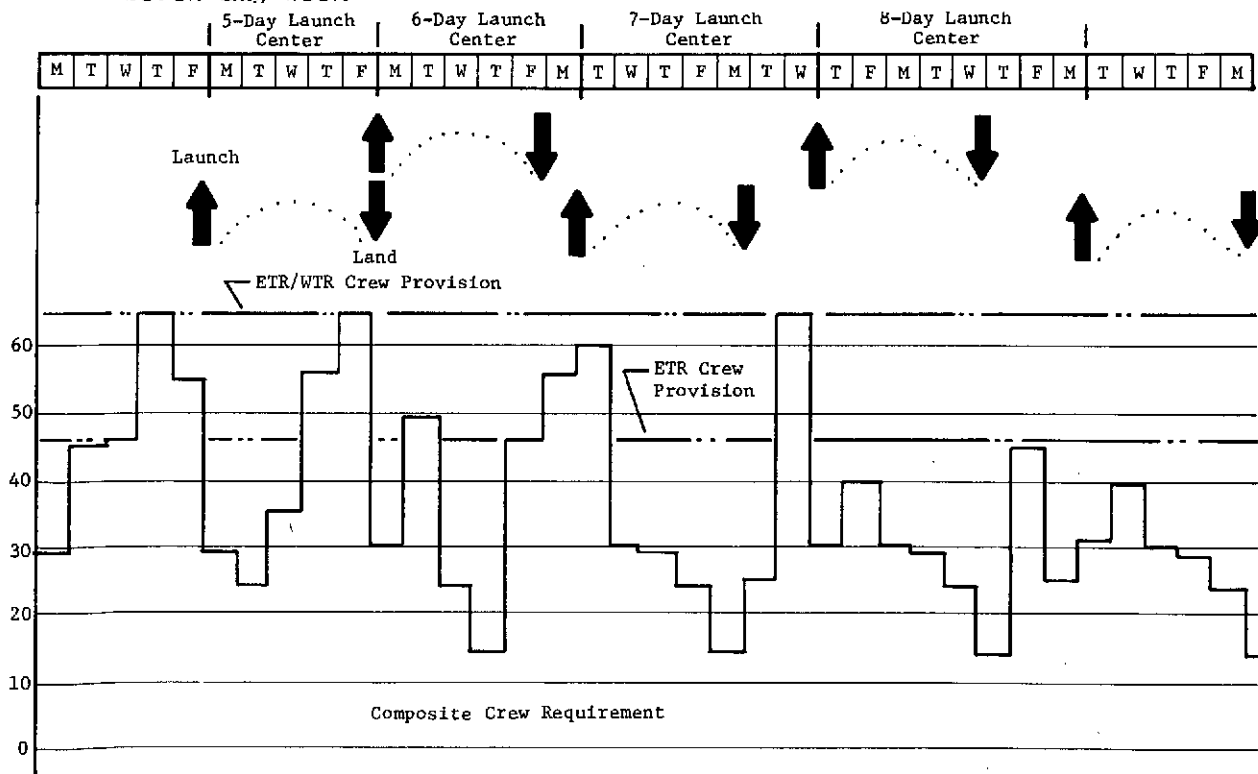 5-Day Launch
Center
6-Day Launch
Center
7-Day Launch
Center
8-Day Launch
Center
M T W T F M T W T F M T W T F M T W T F M T W T F M T W T F M T W T F M
Launch
Land
ETR/WTR Crew Provision
ETR Crew
Provision
60
50
40
30
20
10
0
Composite Crew Requirement